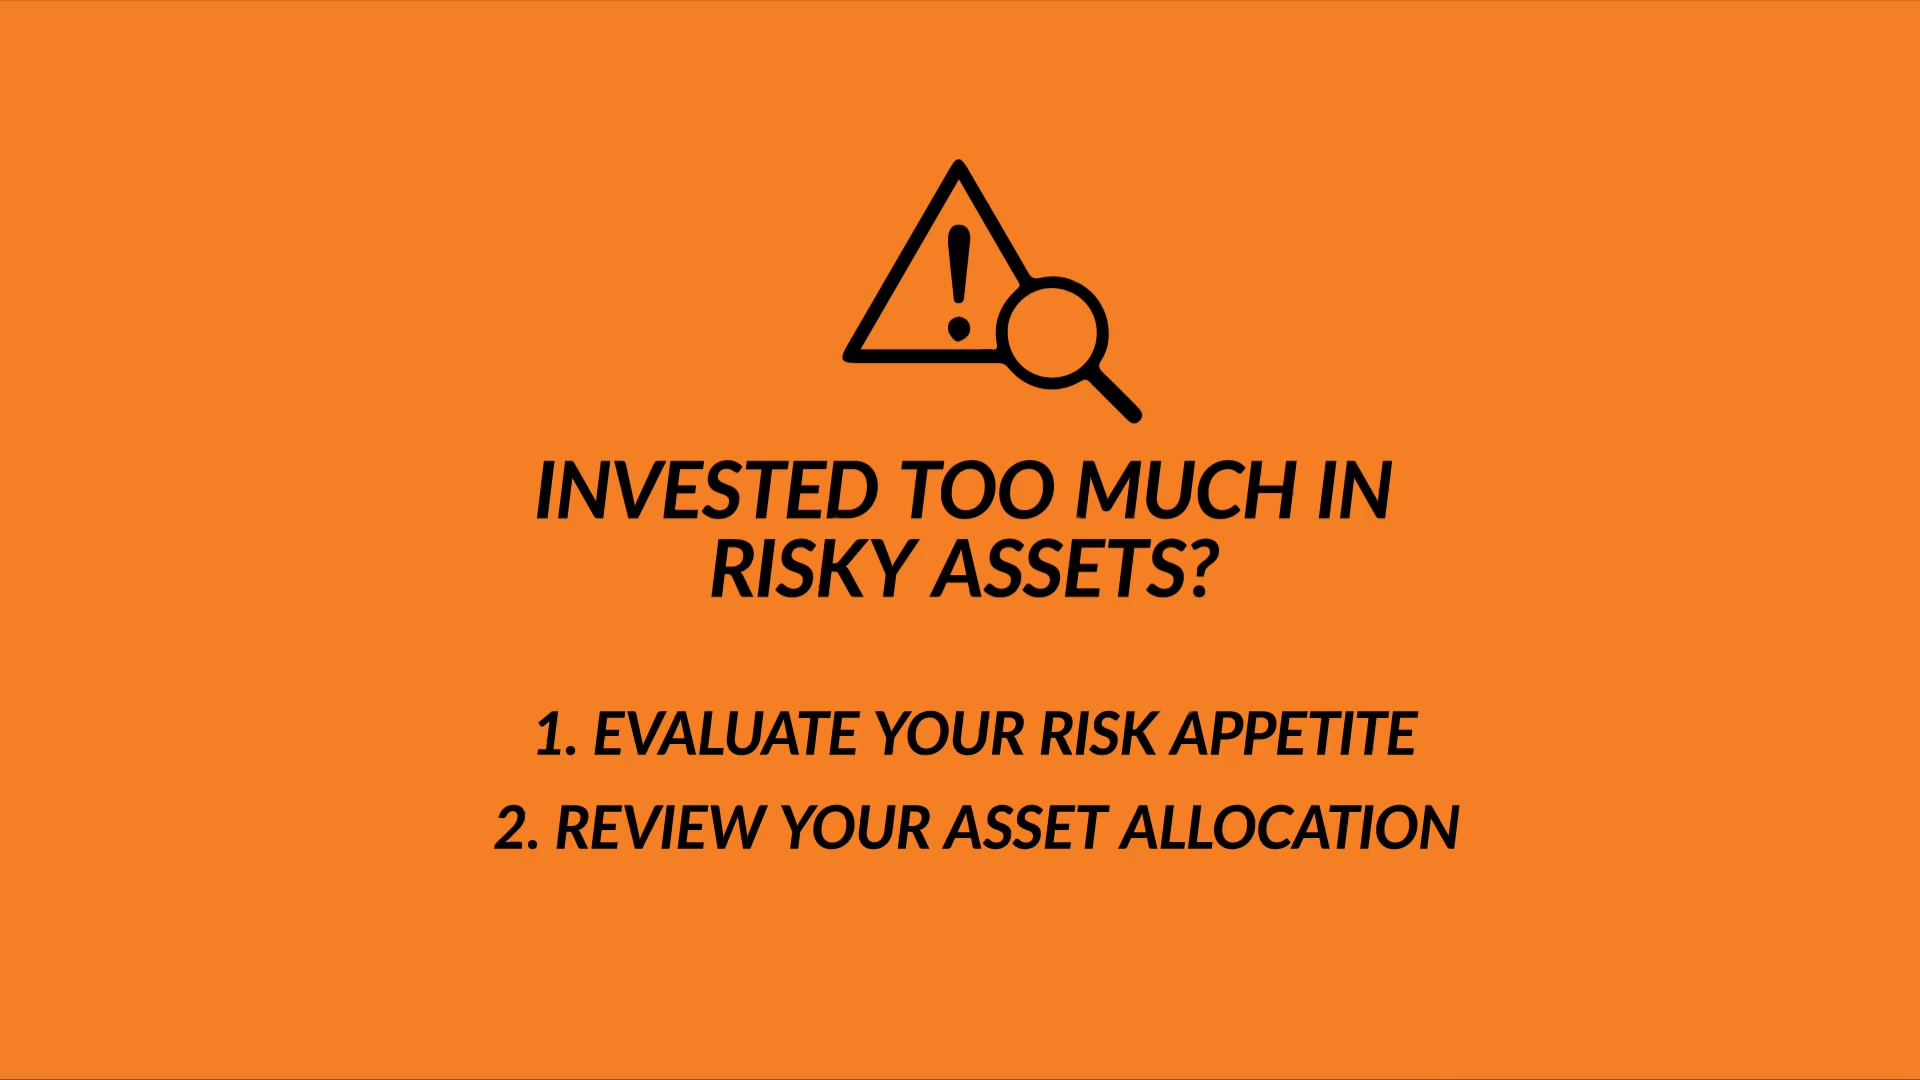 INVESTED TOO MUCH IN
RISKY ASSETS?
1. EVALUATE YOUR RISK APPETITE
2. REVIEW YOUR ASSET ALLOCATION